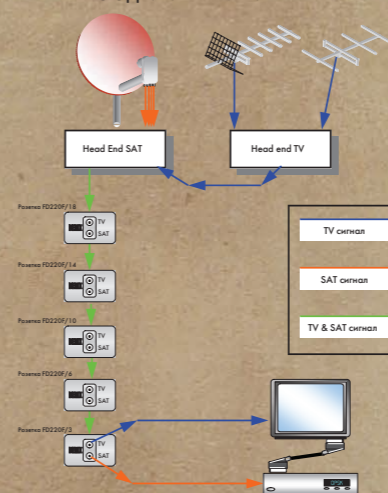 Head End SAT
Head end TV
Розетка FD220F/18
TV
SAT
Розетка FD220F/14
TV
SAT
Розетка FD220F/10
TV
SAT
Розетка FD220F/6
TV
SAT
Розетка FD220F/3
TV
SAT
TV сигнал
SAT сигнал
TV & SAT сигнал